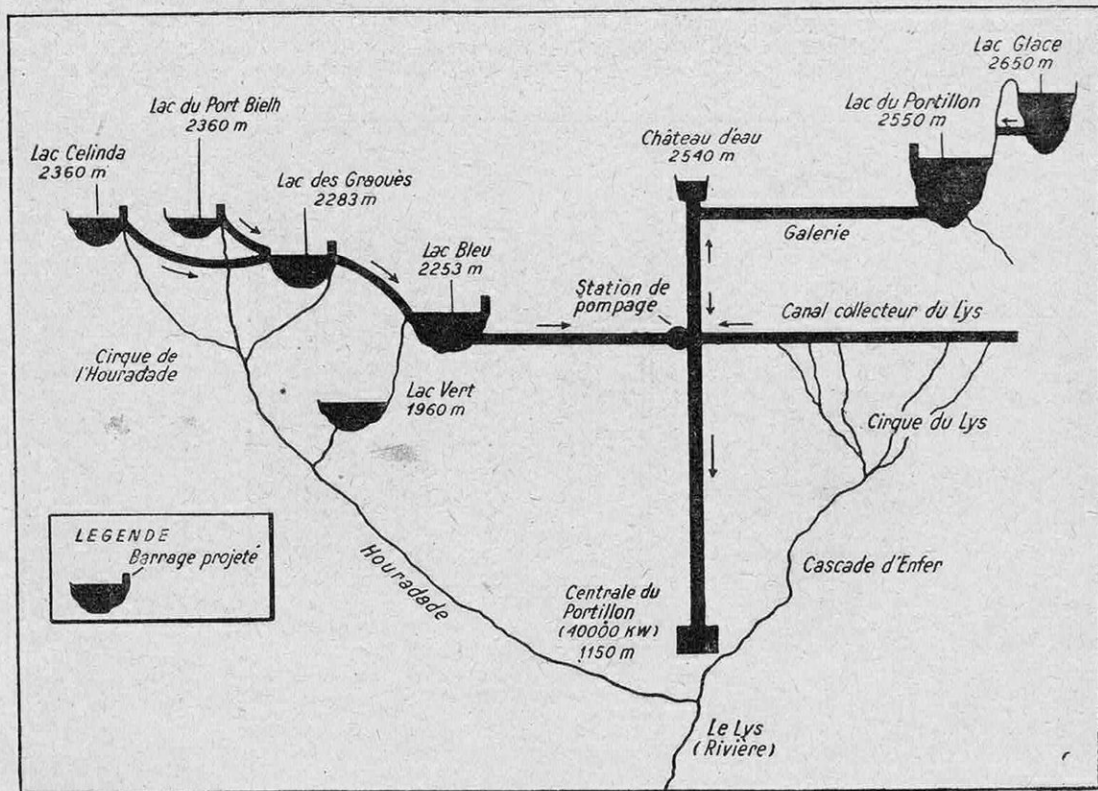 Lac Glace
2650 m
Lac du Port Bielh
2360 m
Lac du Portillon
2550 m
Château d'eau
2540 m
Lac Celinda
2360 m
Lac des Graouès
2283 m
Lac Bleu
2253 m
Galerie
Station de
pompage
Canal collecteur du Lys
Cirque de
l'Houradade
Lac Vert
1960 m
Cirque du Lys
LEGENDE
Barrage projeté
Houradade
Cascade d'Enfer
Centrale du
Portillon
(40000 KW)
1150 m
Le Lys
(Rivière)